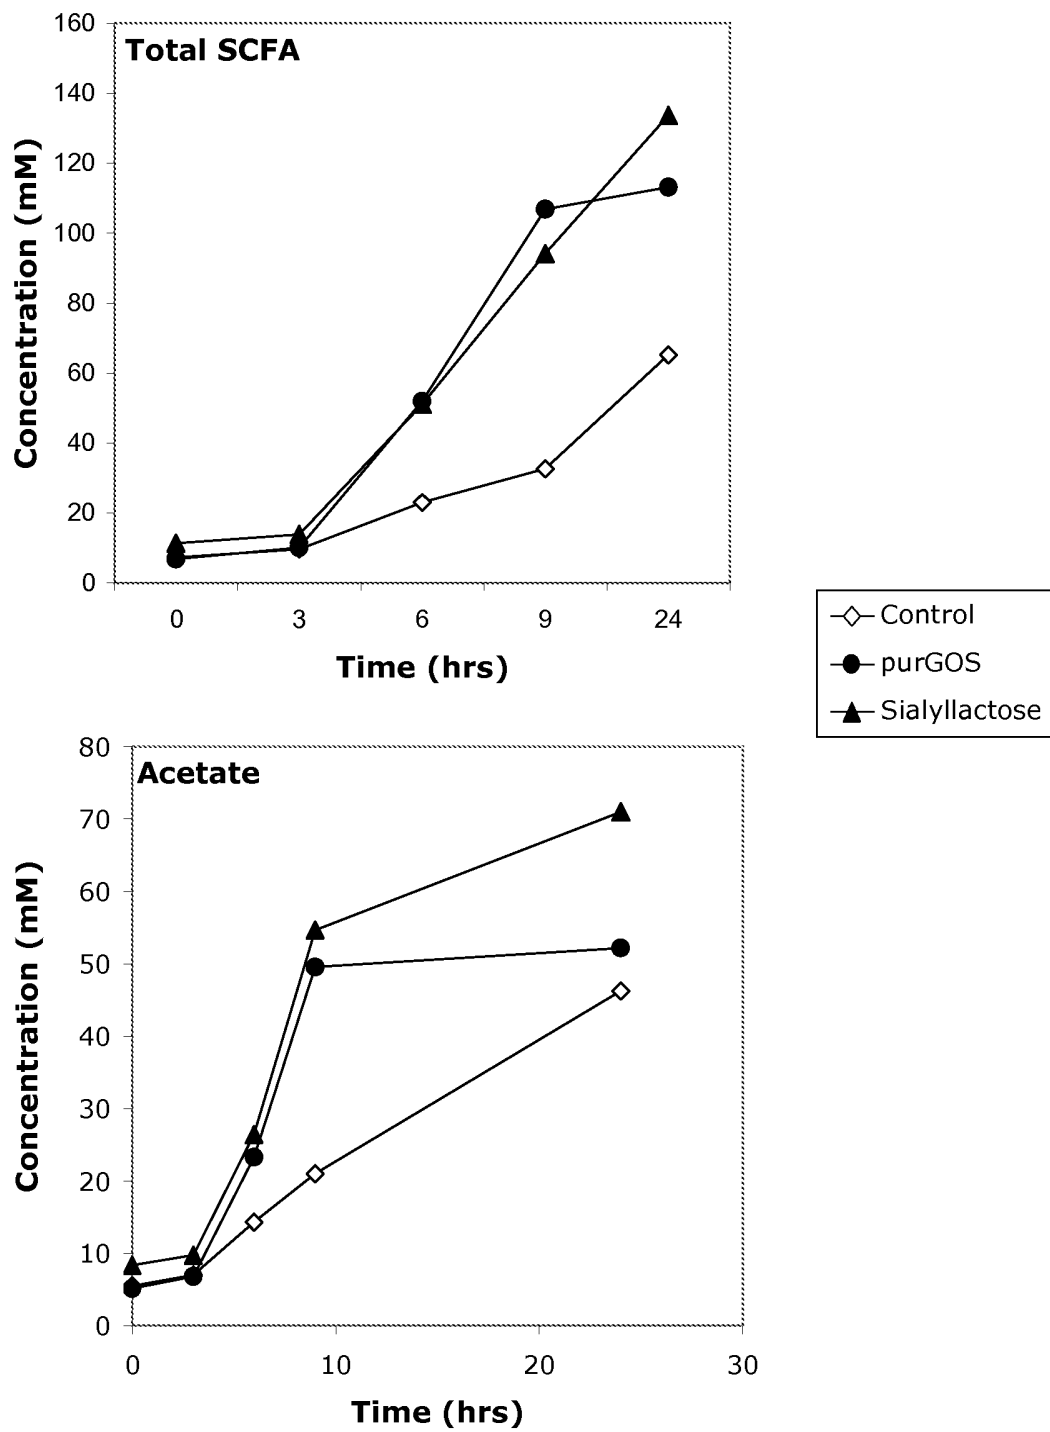 Total SCFA
160
140
120
100
80
60
40
20
0
0 3 6 9 24
Concentration (mM)
Time (hrs)
Control
purGOS
Sialyllactose
Acetate
80
70
60
50
40
30
20
10
0
0 10 20 30
Concentration (mM)
Time (hrs)